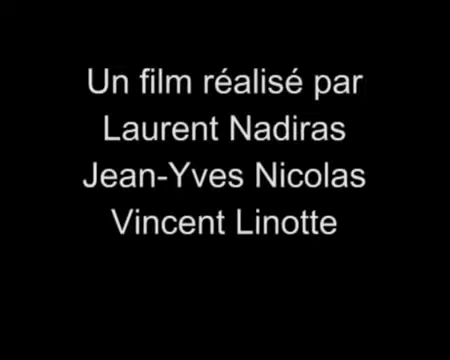 Un film réalisé par
Laurent Nadiras
Jean-Yves Nicolas
Vincent Linotte